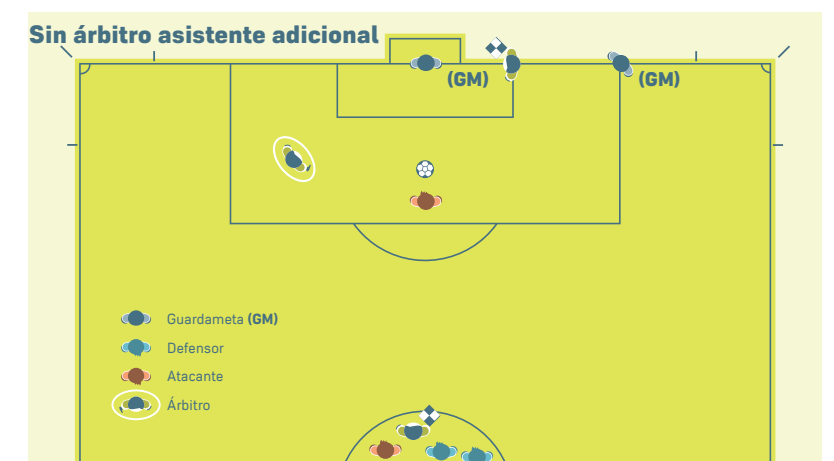 Sin árbitro asistente adicional
(GM) (GM)
Guardameta (GM)
Defensor
Atacante
Árbitro